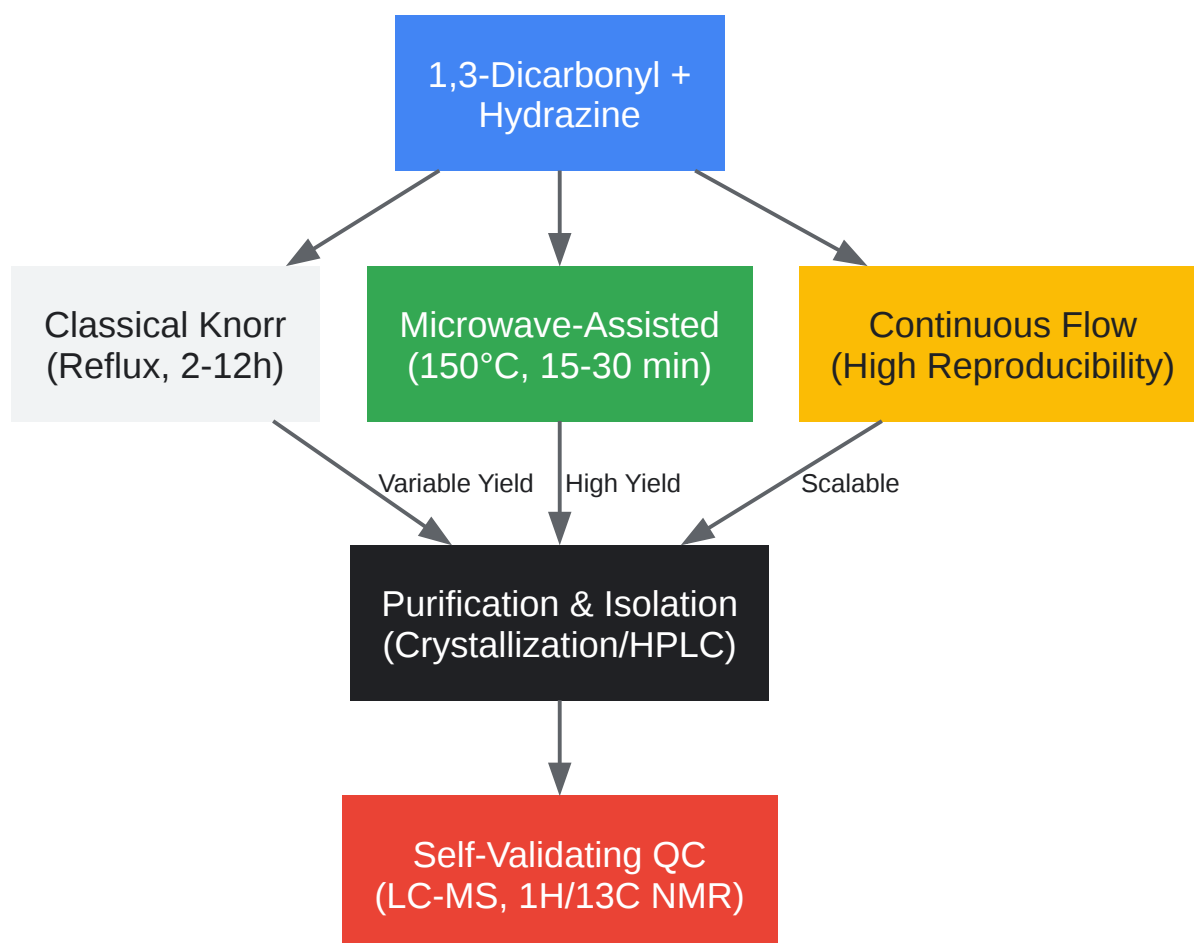 1,3-Dicarbonyl +
Hydrazine
Classical Knorr
(Reflux, 2-12h)
Microwave-Assisted
(150°C, 15-30 min)
Continuous Flow
(High Reproducibility)
Variable Yield
High Yield
Scalable
Purification & Isolation
(Crystallization/HPLC)
Self-Validating QC
(LC-MS, 1H/13C NMR)